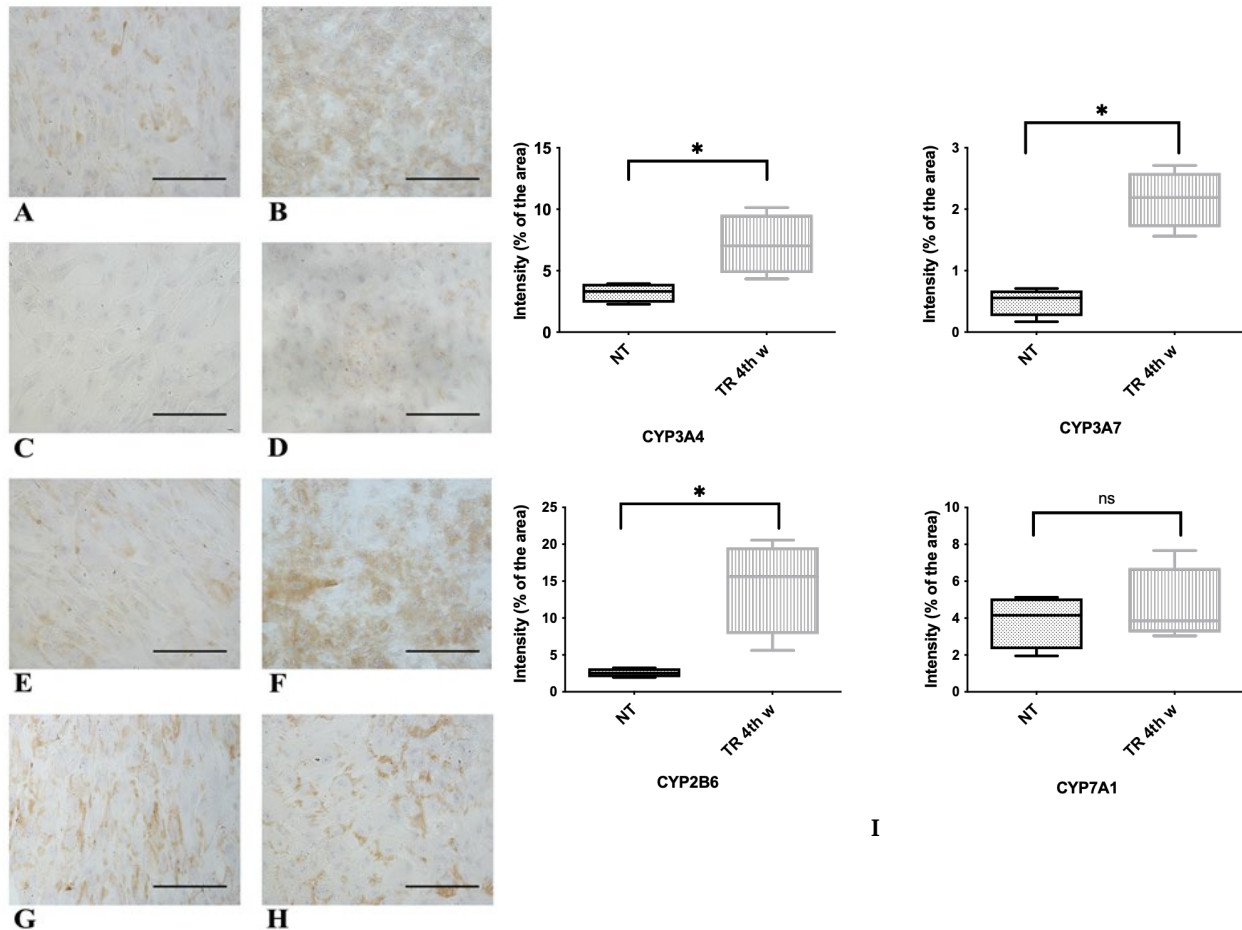 A
B
C
D
E
F
G
H
Intensity (% of the area)
15
10
5
0
*
NT
TR 4th w
CYP3A4
Intensity (% of the area)
3
2
1
0
*
NT
TR 4th w
CYP3A7
Intensity (% of the area)
25
20
15
10
5
0
*
NT
TR 4th w
CYP2B6
Intensity (% of the area)
10
8
6
4
2
0
ns
NT
TR 4th w
CYP7A1
I